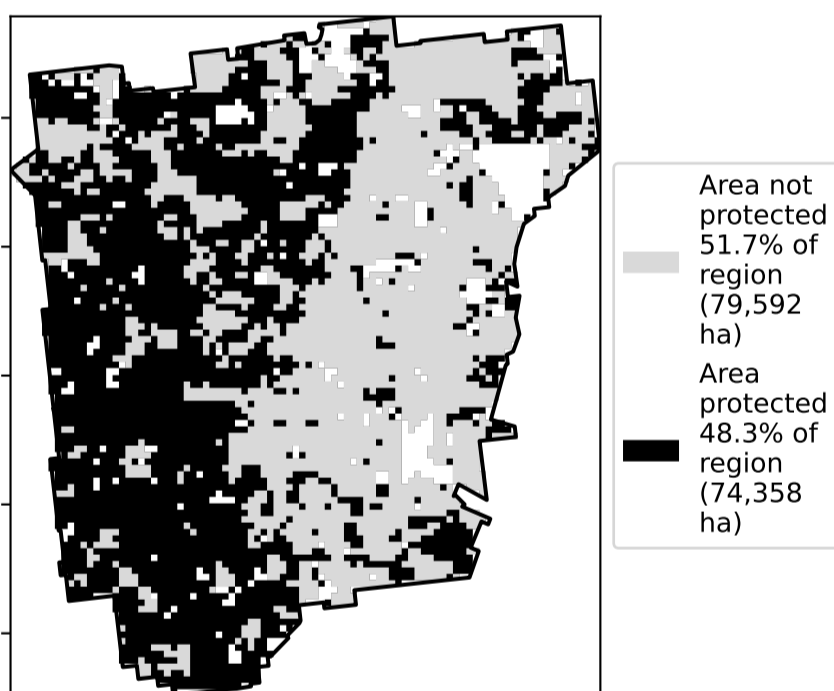 Area not
protected
51.7% of
region
(79,592
ha)
Area
protected
48.3% of
region
(74,358
ha)